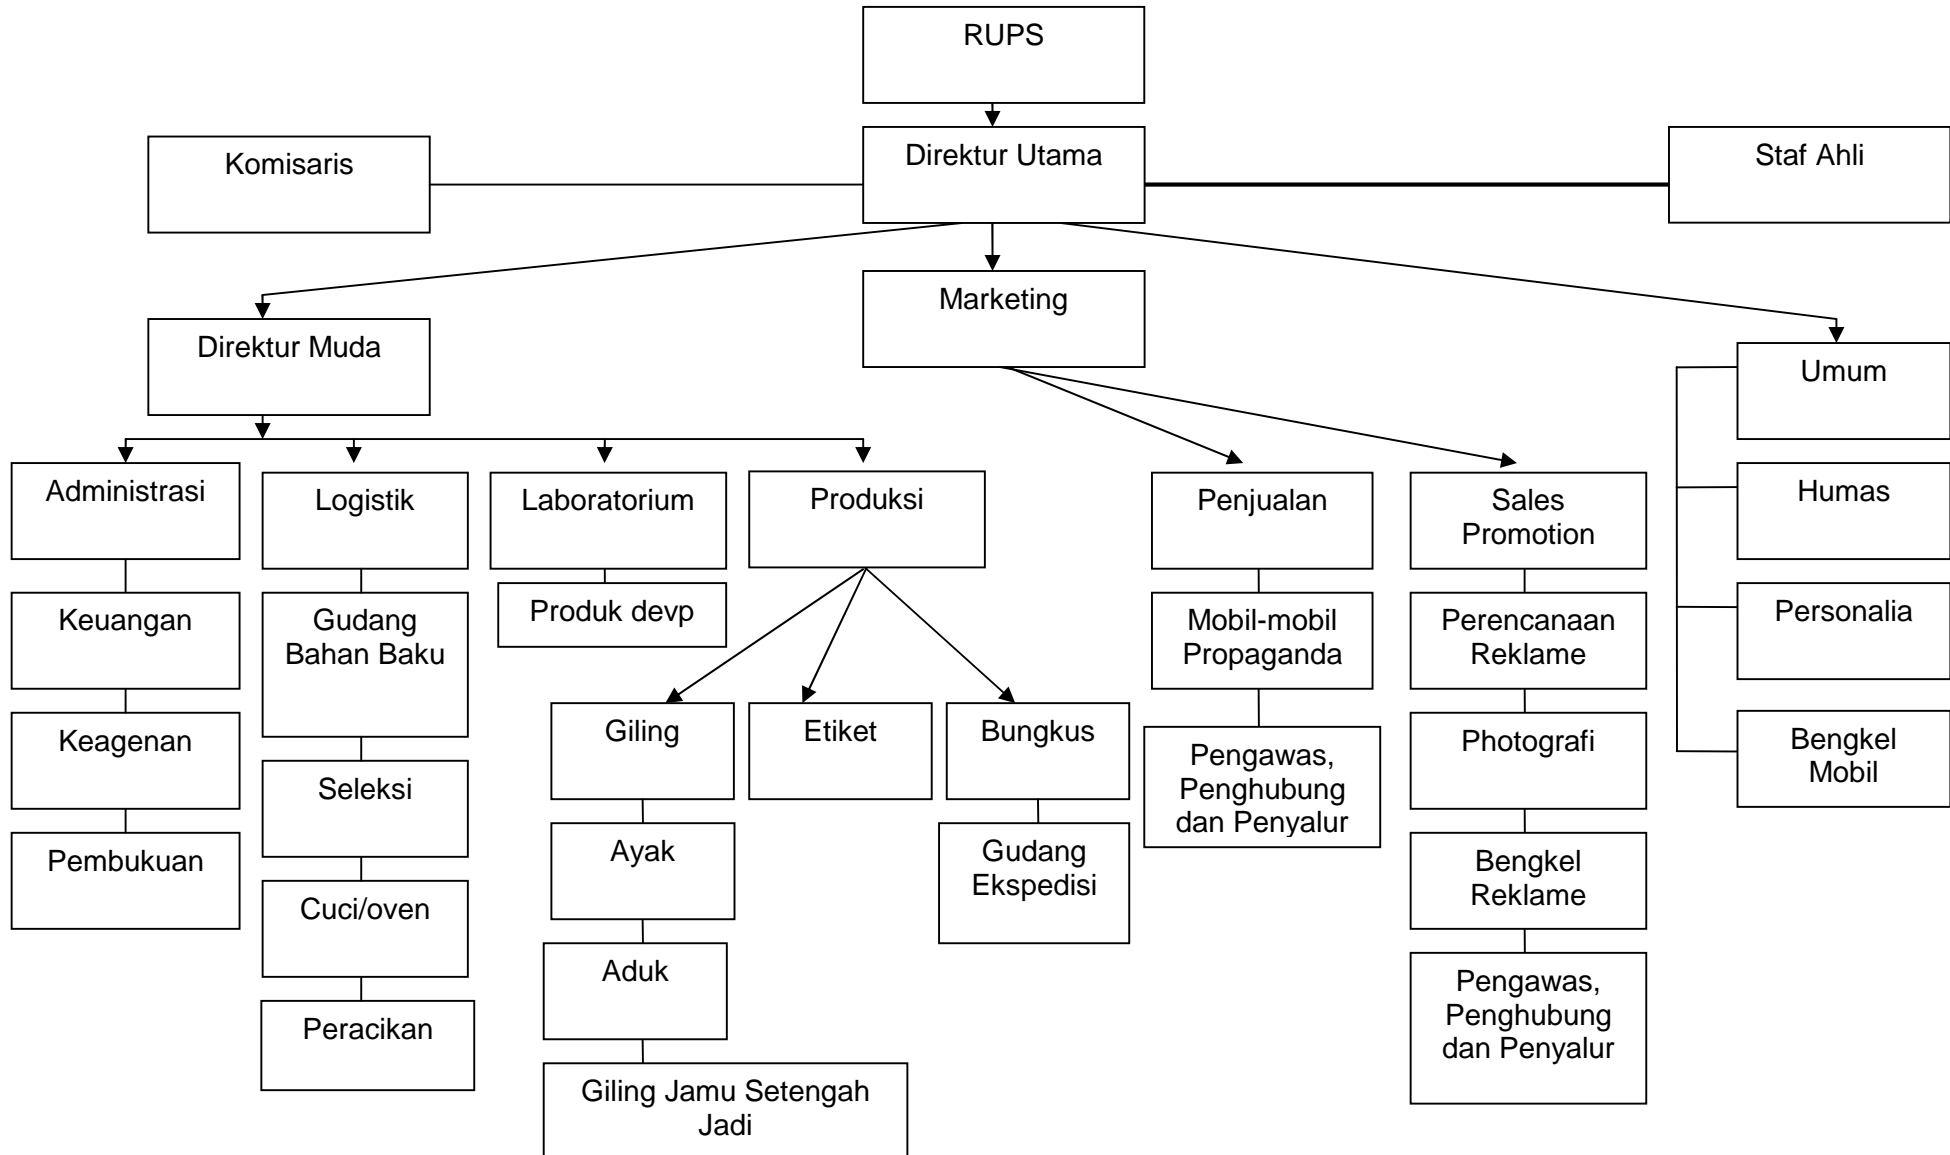 RUPS
Komisaris
Direktur Utama
Staf Ahli
Direktur Muda
Marketing
Umum
Administrasi
Logistik
Laboratorium
Produksi
Penjualan
Sales
Promotion
Humas
Keuangan
Gudang
Bahan Baku
Produk devp
Mobil-mobil
Propaganda
Perencanaan
Reklame
Personalia
Keagenan
Seleksi
Giling
Etiket
Bungkus
Pengawas,
Penghubung
dan Penyalur
Photografi
Bengkel
Mobil
Pembukuan
Cuci/oven
Ayak
Gudang
Ekspedisi
Bengkel
Reklame
Peracikan
Aduk
Pengawas,
Penghubung
dan Penyalur
Giling Jamu Setengah
Jadi